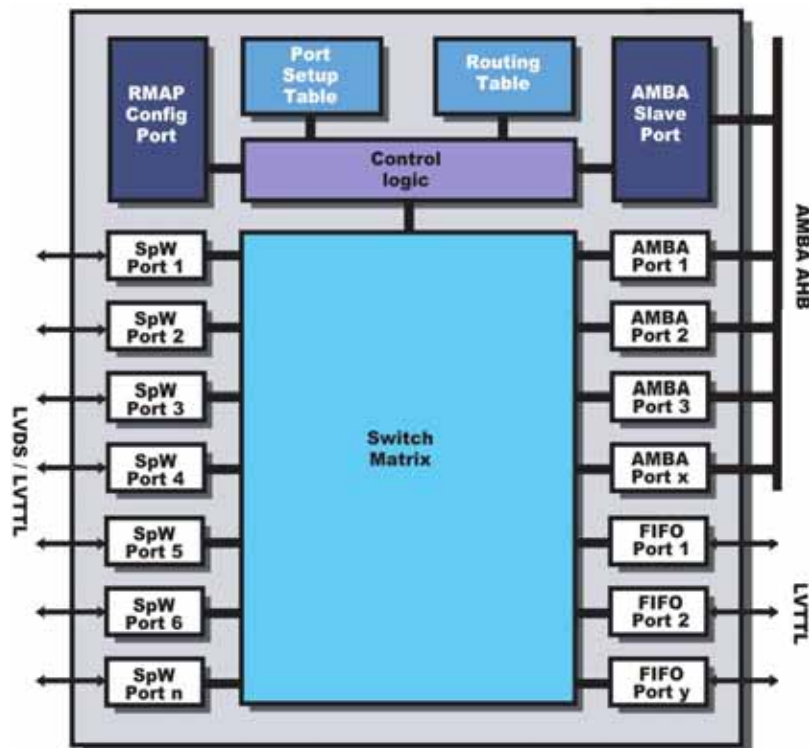 RMAP
Config
Port
Port
Setup
Table
Routing
Table
AMBA
Slave
Port
Control
logic
SpW
Port 1
SpW
Port 2
SpW
Port 3
SpW
Port 4
SpW
Port 5
SpW
Port 6
SpW
Port n
Switch
Matrix
AMBA
Port 1
AMBA
Port 2
AMBA
Port 3
AMBA
Port x
FIFO
Port 1
FIFO
Port 2
FIFO
Port y
LVDS / LVTTL
AMBA AHB
LVTTL